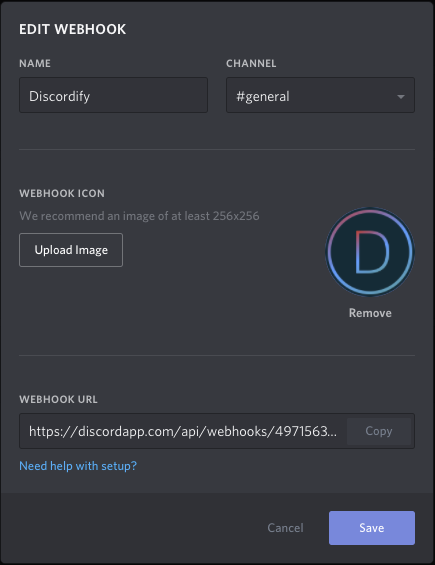 EDIT WEBHOOK
NAME
CHANNEL
Discordify
#general
WEBHOOK ICON
We recommend an image of at least 256x256
Upload Image
D
Remove
WEBHOOK URL
https://discordapp.com/api/webhooks/4971563...
Copy
Need help with setup?
Cancel
Save